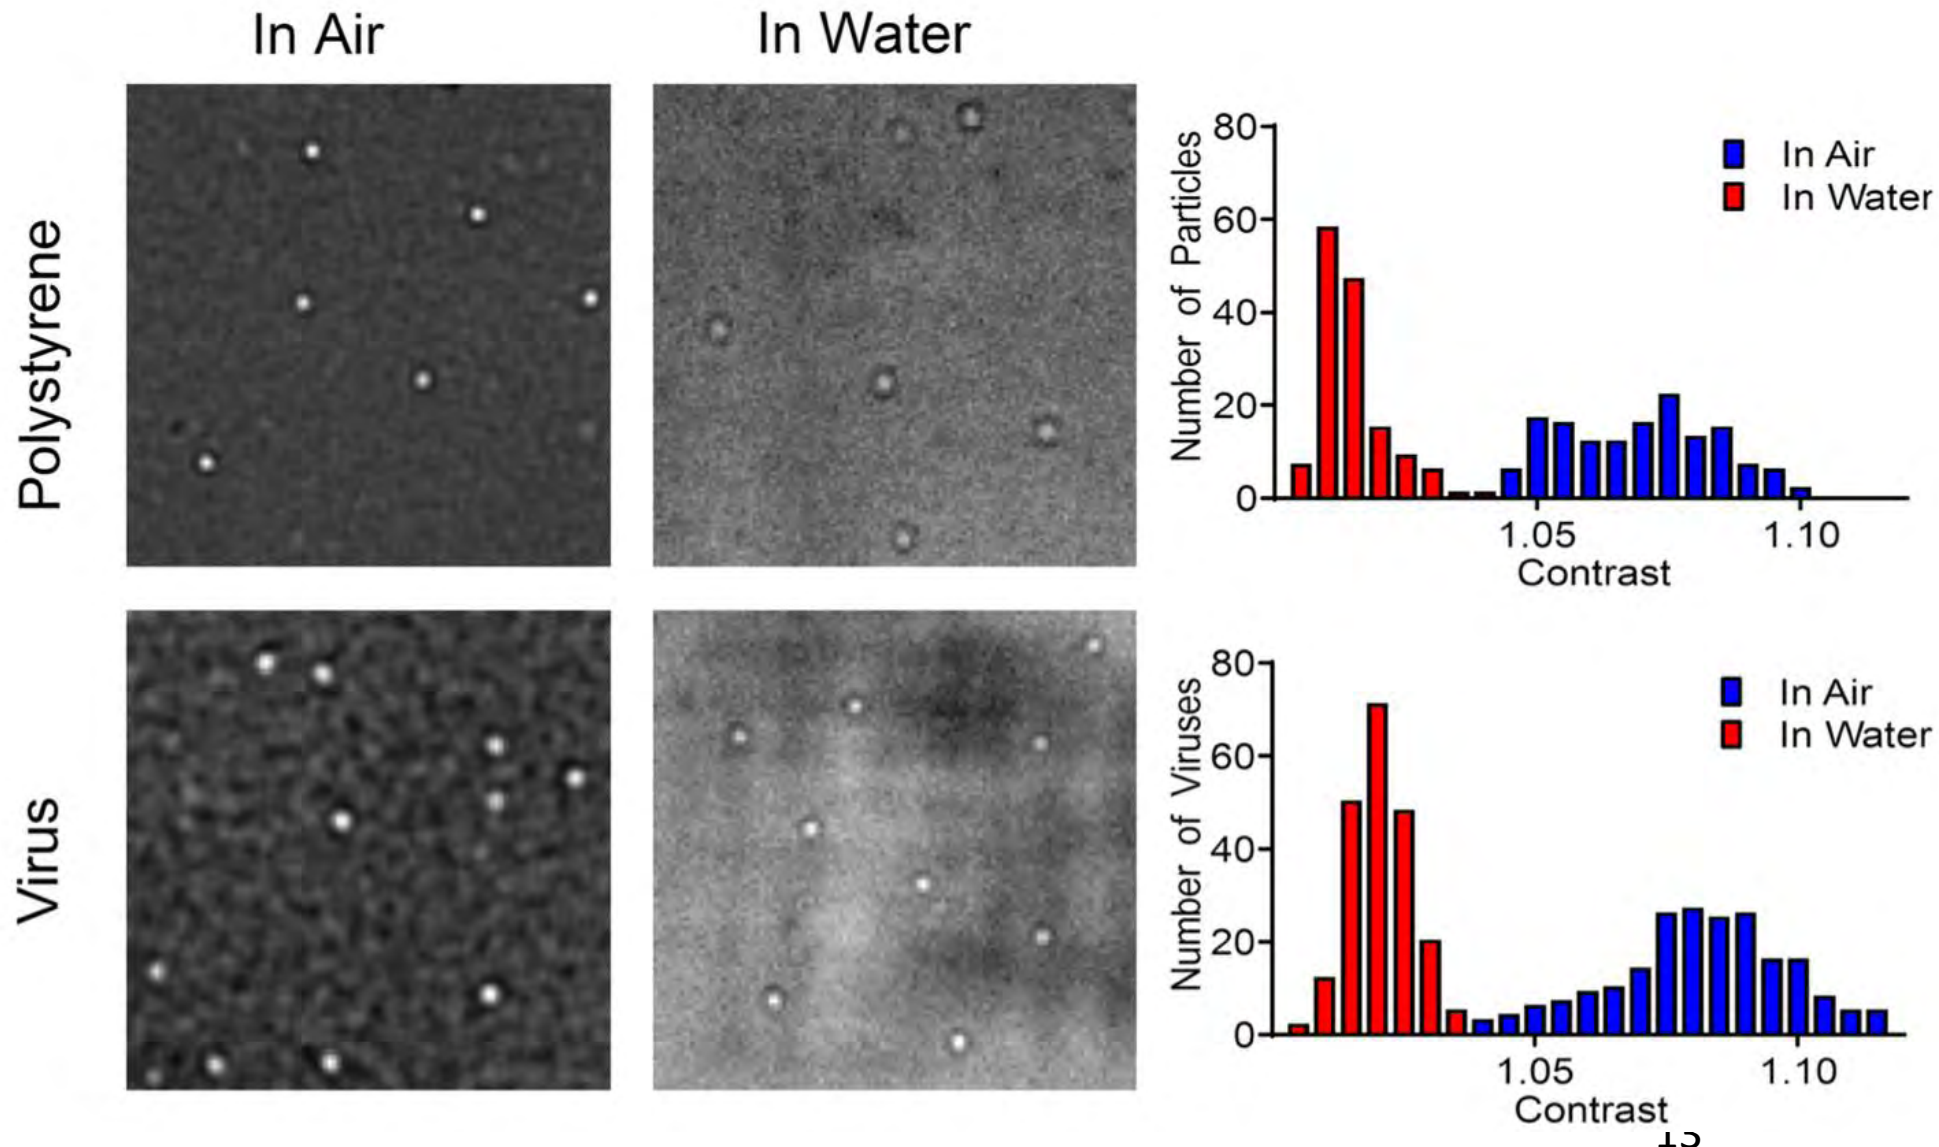 In Air
In Water
Polystyrene
Virus
Number of Particles
80
60
40
20
0
1.05
1.10
Contrast
In Air
In Water
Number of Viruses
80
60
40
20
0
1.05
1.10
Contrast
In Air
In Water